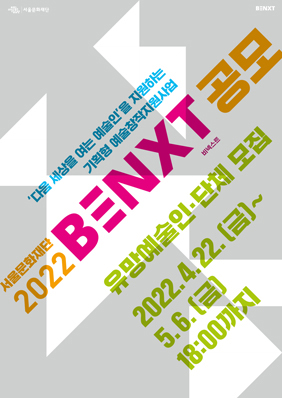 서울문화재단
BENXT
'다음 세상을 여는 예술인'을 지원하는
기획형 예술창작지원사업
서울문화재단
2022 BENXT 공모
비넥스트
유망예술인·단체 모집
2022. 4. 22. (금)~
5. 6. (금)
18:00까지